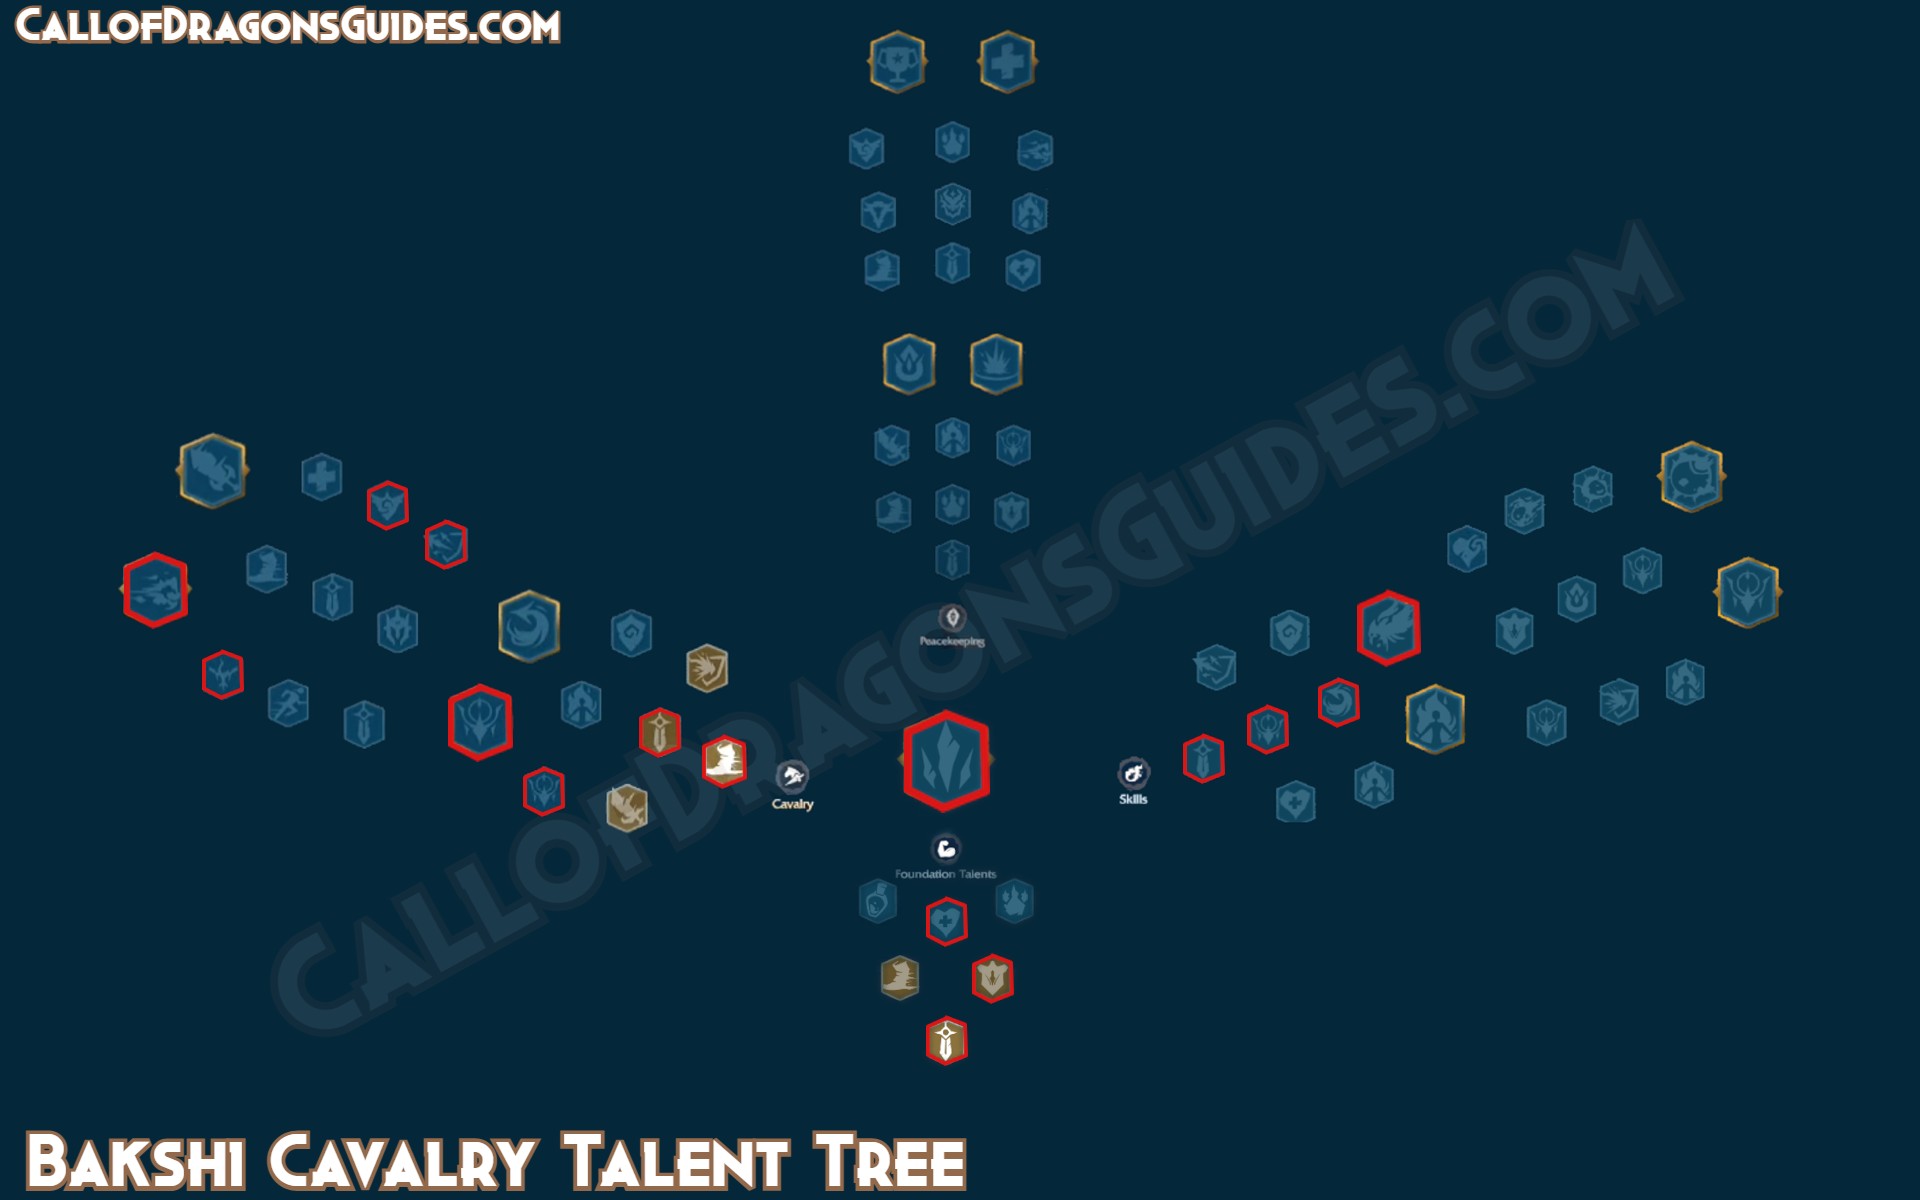 CallofDragonsGuides.com
Peacekeeping
CallofDragonsGuides.com
Cavalry
Skills
Foundation Talents
Bakshi Cavalry Talent Tree